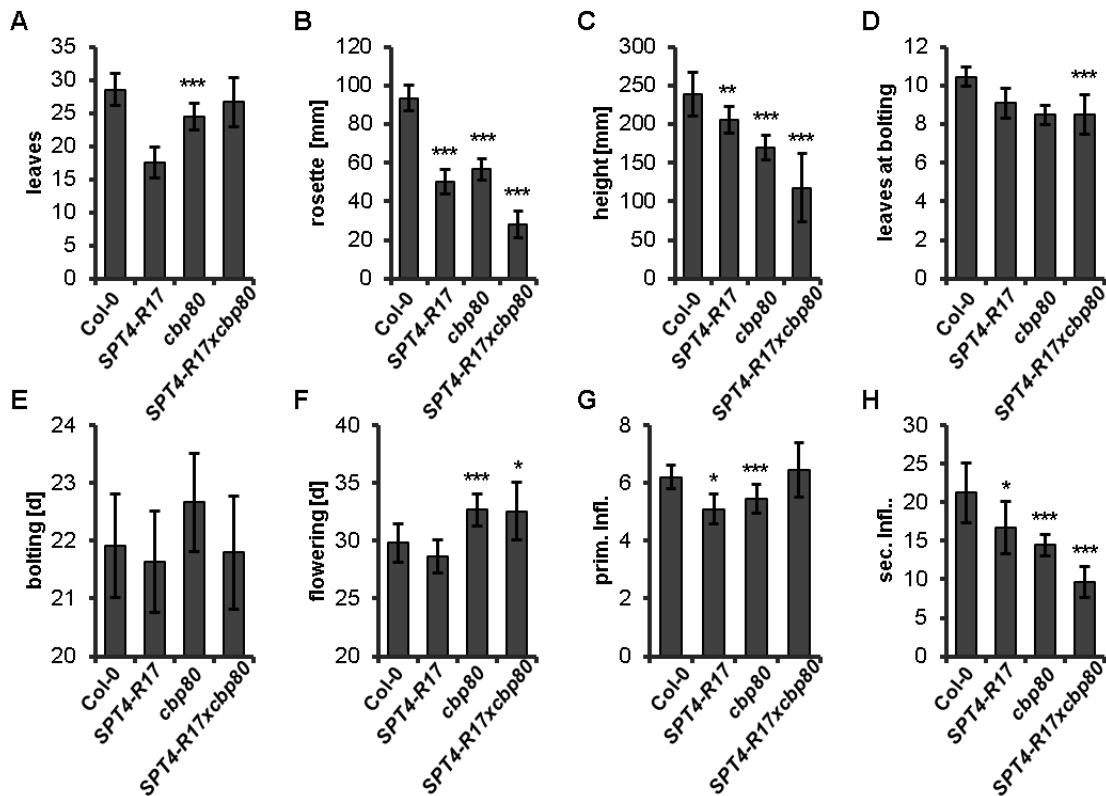 A
leaves
35
30
25
20
15
10
5
0
***
Col-0
SPT4-R17
cbp80
SPT4-R17xcbp80
B
rosette [mm]
120
100
80
60
40
20
0
***
***
***
Col-0
SPT4-R17
cbp80
SPT4-R17xcbp80
C
height [mm]
300
250
200
150
100
50
0
**
***
***
Col-0
SPT4-R17
cbp80
SPT4-R17xcbp80
D
leaves at bolting
12
10
8
6
4
2
0
***
Col-0
SPT4-R17
cbp80
SPT4-R17xcbp80
E
bolting [d]
24
23
22
21
20
Col-0
SPT4-R17
cbp80
SPT4-R17xcbp80
F
flowering [d]
40
35
30
25
20
***
*
Col-0
SPT4-R17
cbp80
SPT4-R17xcbp80
G
prim. Infl.
8
6
4
2
0
*
***
Col-0
SPT4-R17
cbp80
SPT4-R17xcbp80
H
sec. Infl..
30
25
20
15
10
5
0
*
***
***
Col-0
SPT4-R17
cbp80
SPT4-R17xcbp80